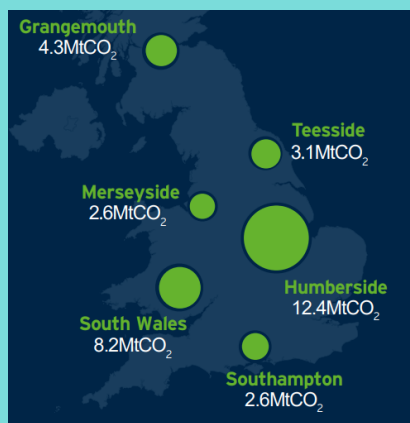 Grangemouth
4.3MtCO₂
Teesside
3.1MtCO₂
Merseyside
2.6MtCO₂
Humberside
12.4MtCO₂
South Wales
8.2MtCO₂
Southampton
2.6MtCO₂